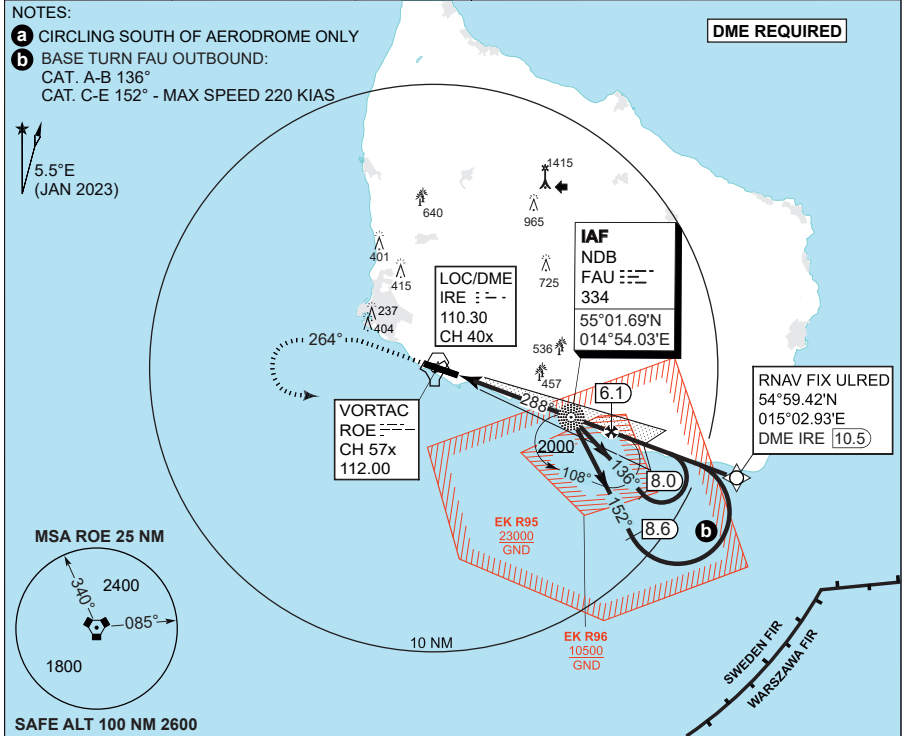 NOTES:
a CIRCLING SOUTH OF AERODROME ONLY
b BASE TURN FAU OUTBOUND:
CAT. A-B 136°
CAT. C-E 152° - MAX SPEED 220 KIAS
DME REQUIRED
5.5°E
(JAN 2023)
1415
640
965
401
415
725
237
404
536
457
IAF
NDB
FAU
334
55°01.69'N
014°54.03'E
LOC/DME
IRE
110.30
CH 40x
264°
288°
6.1
RNAV FIX ULRED
54°59.42'N
015°02.93'E
DME IRE 10.5
VORTAC
ROE
CH 57x
112.00
2000
108°
136°
8.0
152°
8.6
b
EK R95
23000
GND
EK R96
10500
GND
10 NM
MSA ROE 25 NM
340°
2400
085°
1800
SAFE ALT 100 NM 2600
SWEDEN FIR
WARSZAWA FIR